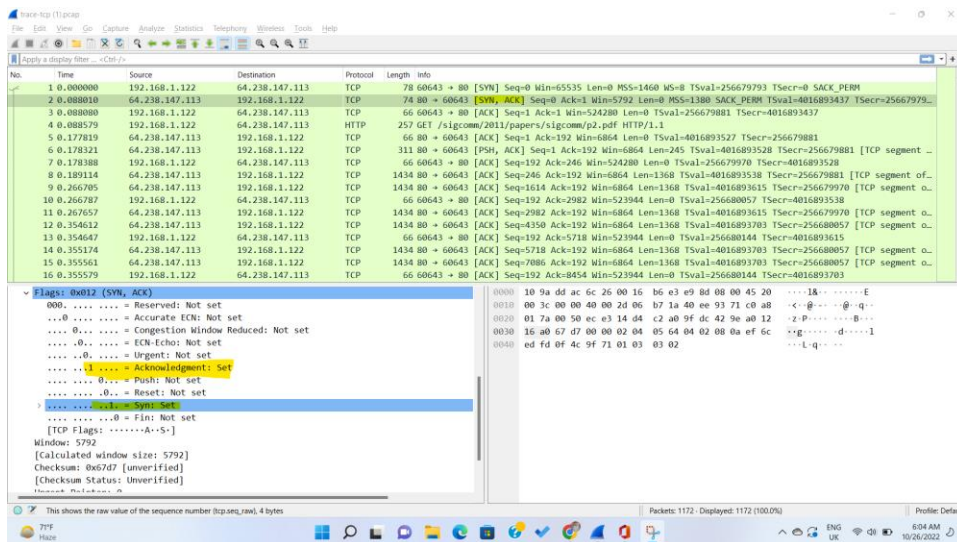 trace-tcp (1).pcap
File Edit View Go Capture Analyze Statistics Telephony Wireless Tools Help
Apply a display filter ... <Ctrl-/>
No. Time Source Destination Protocol Length Info
1 0.000000 192.168.1.122 64.238.147.113 TCP 78 60643 → 80 [SYN] Seq=0 Win=65535 Len=0 MSS=1460 WS=8 TSval=256679793 TSecr=0 SACK_PERM
2 0.088010 64.238.147.113 192.168.1.122 TCP 74 80 → 60643 [SYN, ACK] Seq=0 Ack=1 Win=5792 Len=0 MSS=1380 SACK_PERM TSval=4016893437 TSecr=25667979…
3 0.088080 192.168.1.122 64.238.147.113 TCP 66 60643 → 80 [ACK] Seq=1 Ack=1 Win=524280 Len=0 TSval=256679881 TSecr=4016893437
4 0.088579 192.168.1.122 64.238.147.113 HTTP 257 GET /sigcomm/2011/papers/sigcomm/p2.pdf HTTP/1.1
5 0.177819 64.238.147.113 192.168.1.122 TCP 66 80 → 60643 [ACK] Seq=1 Ack=192 Win=6864 Len=0 TSval=4016893527 TSecr=256679881
6 0.178321 64.238.147.113 192.168.1.122 TCP 311 80 → 60643 [PSH, ACK] Seq=1 Ack=192 Win=6864 Len=245 TSval=4016893528 TSecr=256679881 [TCP segment …
7 0.178388 192.168.1.122 64.238.147.113 TCP 66 60643 → 80 [ACK] Seq=192 Ack=246 Win=524280 Len=0 TSval=256679970 TSecr=4016893528
8 0.189114 64.238.147.113 192.168.1.122 TCP 1434 80 → 60643 [ACK] Seq=246 Ack=192 Win=6864 Len=1368 TSval=4016893538 TSecr=256679881 [TCP segment of…
9 0.266705 64.238.147.113 192.168.1.122 TCP 1434 80 → 60643 [ACK] Seq=1614 Ack=192 Win=6864 Len=1368 TSval=4016893615 TSecr=256679970 [TCP segment o…
10 0.266787 192.168.1.122 64.238.147.113 TCP 66 60643 → 80 [ACK] Seq=192 Ack=2982 Win=523944 Len=0 TSval=256680057 TSecr=4016893538
11 0.267657 64.238.147.113 192.168.1.122 TCP 1434 80 → 60643 [ACK] Seq=2982 Ack=192 Win=6864 Len=1368 TSval=4016893615 TSecr=256679970 [TCP segment o…
12 0.354612 64.238.147.113 192.168.1.122 TCP 1434 80 → 60643 [ACK] Seq=4350 Ack=192 Win=6864 Len=1368 TSval=4016893703 TSecr=256680057 [TCP segment o…
13 0.354647 192.168.1.122 64.238.147.113 TCP 66 60643 → 80 [ACK] Seq=192 Ack=5718 Win=523944 Len=0 TSval=256680144 TSecr=4016893615
14 0.355174 64.238.147.113 192.168.1.122 TCP 1434 80 → 60643 [ACK] Seq=5718 Ack=192 Win=6864 Len=1368 TSval=4016893703 TSecr=256680057 [TCP segment o…
15 0.355561 64.238.147.113 192.168.1.122 TCP 1434 80 → 60643 [ACK] Seq=7086 Ack=192 Win=6864 Len=1368 TSval=4016893703 TSecr=256680057 [TCP segment o…
16 0.355579 192.168.1.122 64.238.147.113 TCP 66 60643 → 80 [ACK] Seq=192 Ack=8454 Win=523944 Len=0 TSval=256680144 TSecr=4016893703
Flags: 0x012 (SYN, ACK)
000. .... .... = Reserved: Not set
...0 .... .... = Accurate ECN: Not set
.... 0... .... = Congestion Window Reduced: Not set
.... .0.. .... = ECN-Echo: Not set
.... ..0. .... = Urgent: Not set
.... ...1 .... = Acknowledgment: Set
.... .... 0... = Push: Not set
.... .... .0.. = Reset: Not set
.... .... ..1. = Syn: Set
.... .... ...0 = Fin: Not set
[TCP Flags: ·······A··S·]
Window: 5792
[Calculated window size: 5792]
Checksum: 0x67d7 [unverified]
[Checksum Status: Unverified]
Urgent Pointer: 0
0000 10 9a dd ac 6c 26 00 16 b6 e3 e9 8d 08 00 45 20 ····l&·· ······E
0010 00 3c 00 00 40 00 2d 06 b7 1a 40 ee 93 71 c0 a8 ·<··@·-· ··@··q··
0020 01 7a 00 50 ec e3 14 d4 c2 a0 9f dc 42 9e a0 12 ·z·P···· ····B···
0030 16 a0 67 d7 00 00 02 04 05 64 04 02 08 0a ef 6c ··g····· ·d·····l
0040 ed fd 0f 4c 9f 71 01 03 03 02 ···L·q·· ··
This shows the raw value of the sequence number (tcp.seq_raw), 4 bytes
Packets: 1172 · Displayed: 1172 (100.0%)
Profile: Defa
71°F
Haze
ENG
UK
6:04 AM
10/26/2022